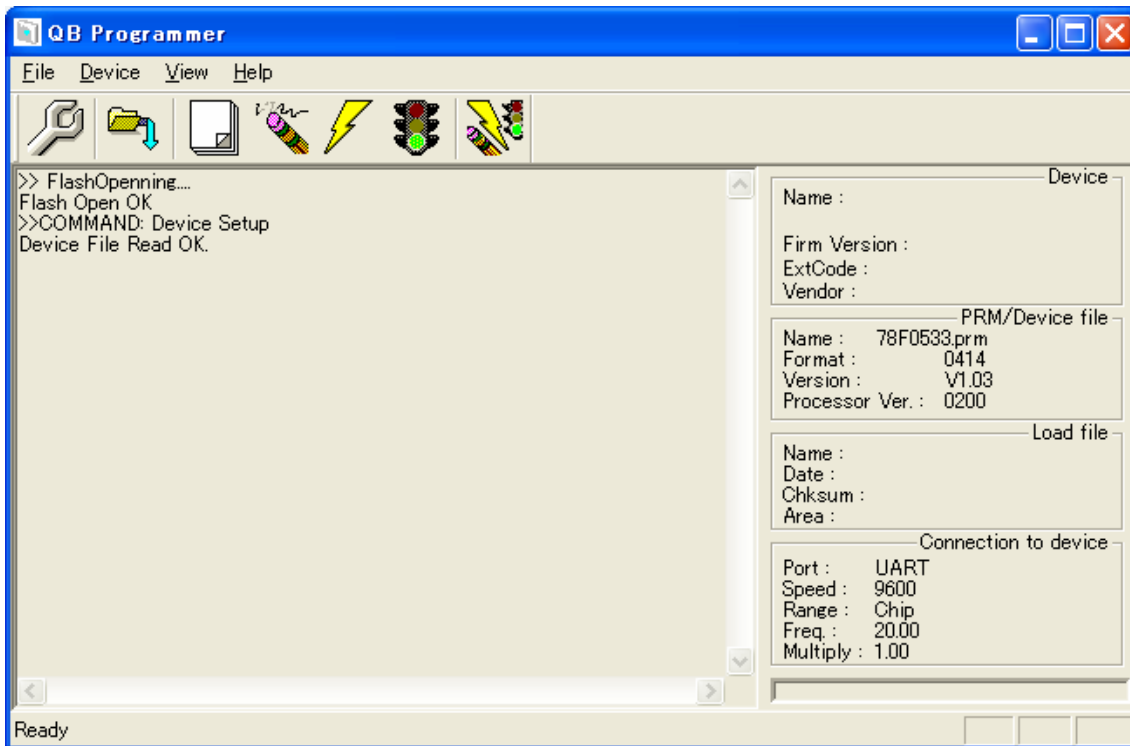 QB Programmer
File Device View Help
>> FlashOpenning....
Flash Open OK
>>COMMAND: Device Setup
Device File Read OK.
Device
Name :
Firm Version :
ExtCode :
Vendor :
PRM/Device file
Name : 78F0533.prm
Format : 0414
Version : V1.03
Processor Ver. : 0200
Load file
Name :
Date :
Chksum :
Area :
Connection to device
Port : UART
Speed : 9600
Range : Chip
Freq. : 20.00
Multiply : 1.00
Ready